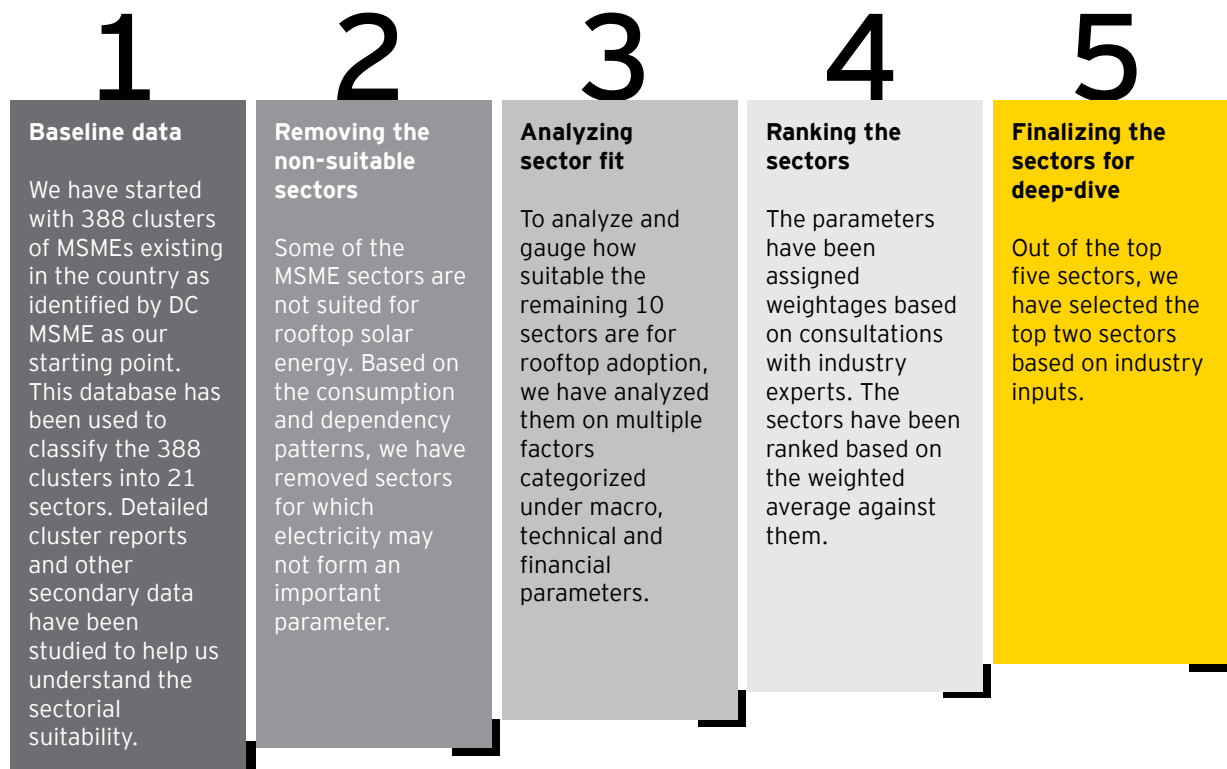 1
Baseline data
We have started
with 388 clusters
of MSMEs existing
in the country as
identified by DC
MSME as our
starting point.
This database has
been used to
classify the 388
clusters into 21
sectors. Detailed
cluster reports
and other
secondary data
have been
studied to help us
understand the
sectorial
suitability.
2
Removing the
non-suitable
sectors
Some of the
MSME sectors are
not suited for
rooftop solar
energy. Based on
the consumption
and dependency
patterns, we have
removed sectors
for which
electricity may
not form an
important
parameter.
3
Analyzing
sector fit
To analyze and
gauge how
suitable the
remaining 10
sectors are for
rooftop adoption,
we have analyzed
them on multiple
factors
categorized
under macro,
technical and
financial
parameters.
4
Ranking the
sectors
The parameters
have been
assigned
weightages based
on consultations
with industry
experts. The
sectors have been
ranked based on
the weighted
average against
them.
5
Finalizing the
sectors for
deep-dive
Out of the top
five sectors, we
have selected the
top two sectors
based on industry
inputs.